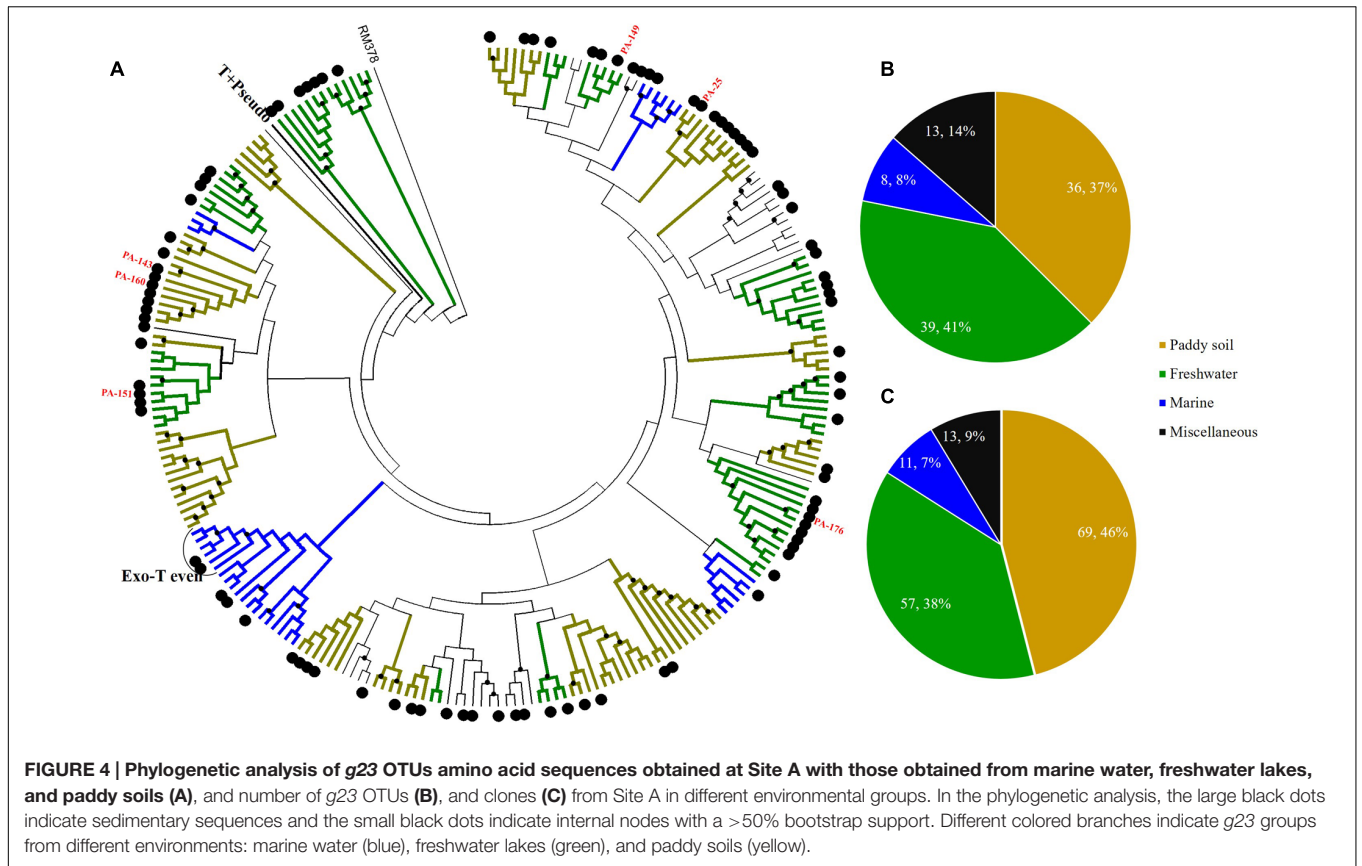 A
RM378
T+Pseudo
PA-149
PA-25
PA-143
PA-160
PA-151
PA-176
Exo-T even
B
13, 14%
36, 37%
8, 8%
39, 41%
Paddy soil
Freshwater
Marine
Miscellaneous
C
13, 9%
11, 7%
69, 46%
57, 38%
FIGURE 4 | Phylogenetic analysis of g23 OTUs amino acid sequences obtained at Site A with those obtained from marine water, freshwater lakes,
and paddy soils (A), and number of g23 OTUs (B), and clones (C) from Site A in different environmental groups. In the phylogenetic analysis, the large black dots
indicate sedimentary sequences and the small black dots indicate internal nodes with a >50% bootstrap support. Different colored branches indicate g23 groups
from different environments: marine water (blue), freshwater lakes (green), and paddy soils (yellow).